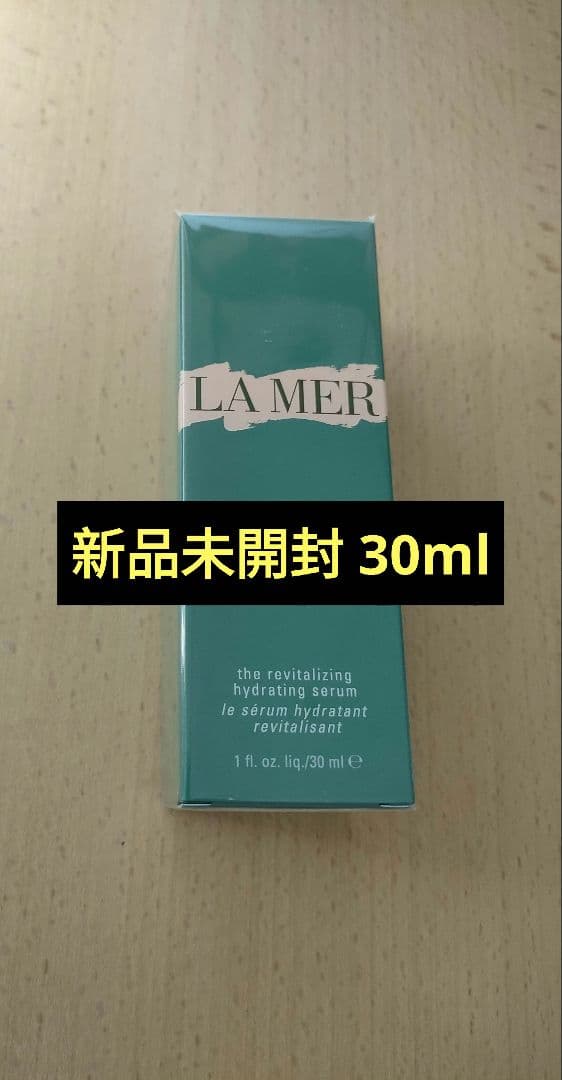 LA MER
新品未開封 30ml
the revitalizing
hydrating serum
le sérum hydratant
revitalisant
1 fl. oz. liq./30 ml ℮